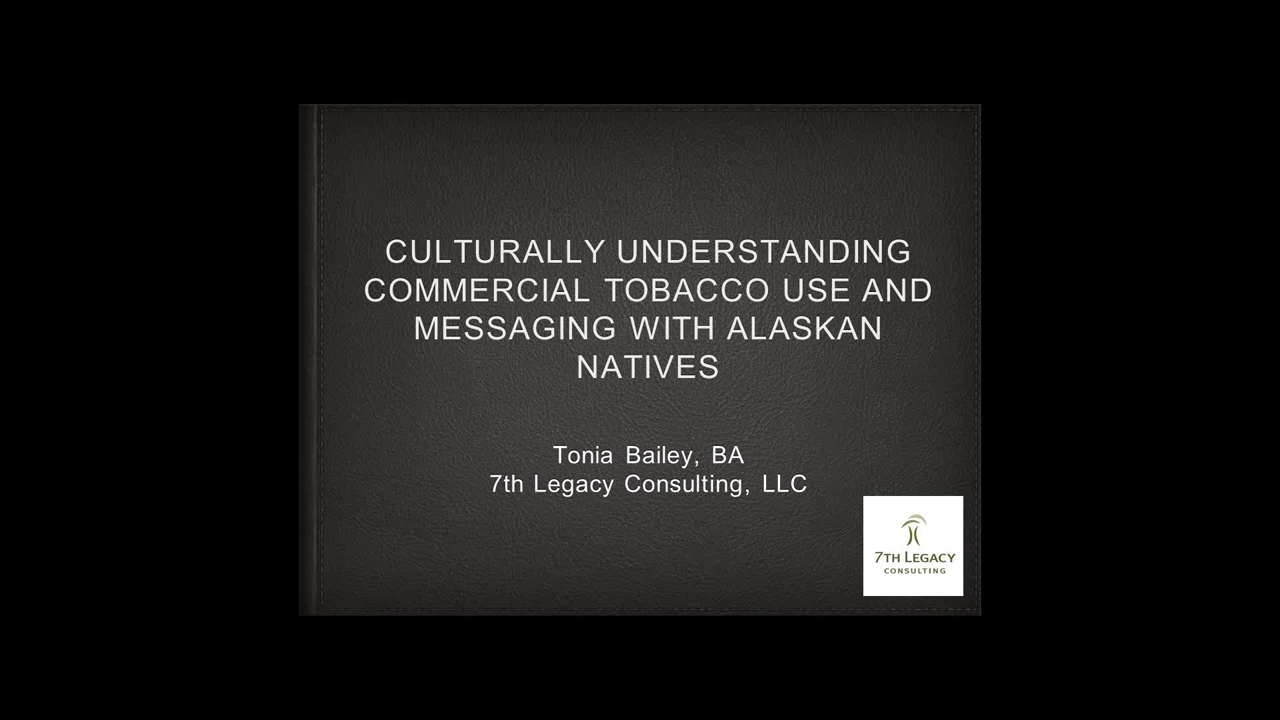 CULTURALLY UNDERSTANDING
COMMERCIAL TOBACCO USE AND
MESSAGING WITH ALASKAN
NATIVES
Tonia Bailey, BA
7th Legacy Consulting, LLC
7TH LEGACY
CONSULTING